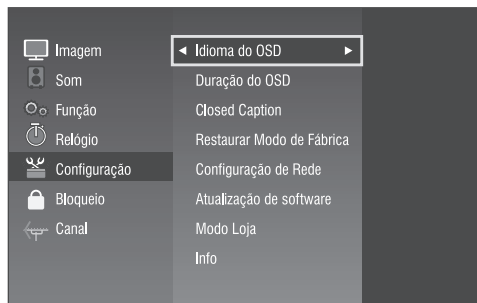 Imagem
Som
Função
Relógio
Configuração
Bloqueio
Canal
Idioma do OSD
Duração do OSD
Closed Caption
Restaurar Modo de Fábrica
Configuração de Rede
Atualização de software
Modo Loja
Info